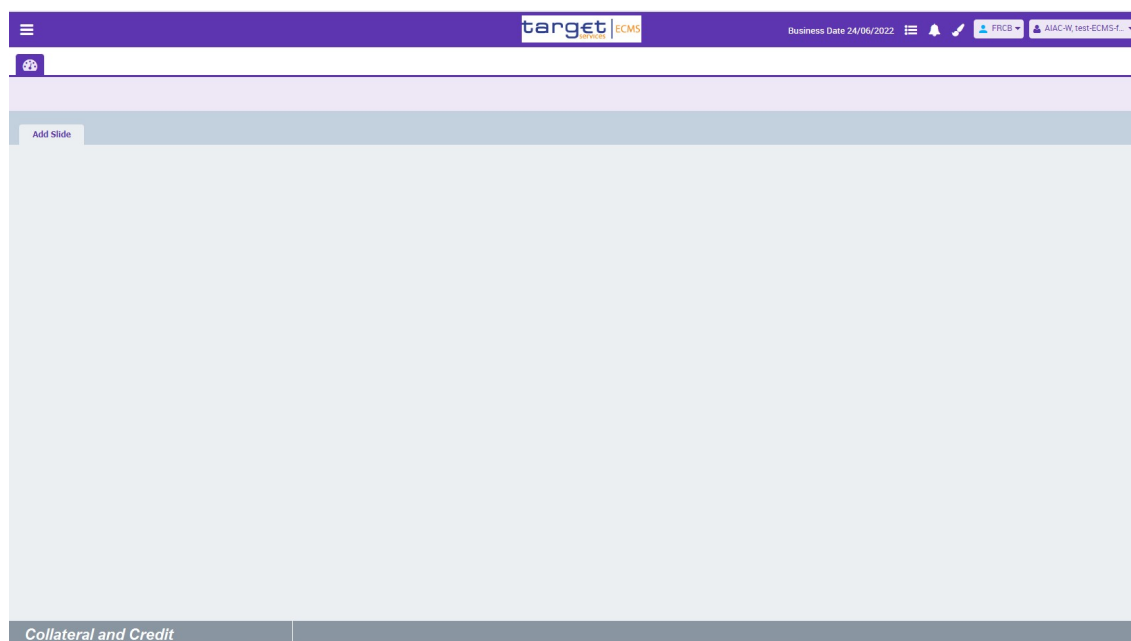 target | ECMS
services
Business Date 24/06/2022
FRCB
AIAC-W, test-ECMS-f...
Add Slide
Collateral and Credit